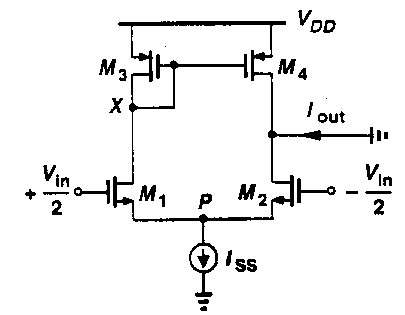 V_DD
M_3
M_4
X
I_out
+ V_in/2
M_1
P
M_2
− V_in/2
I_SS